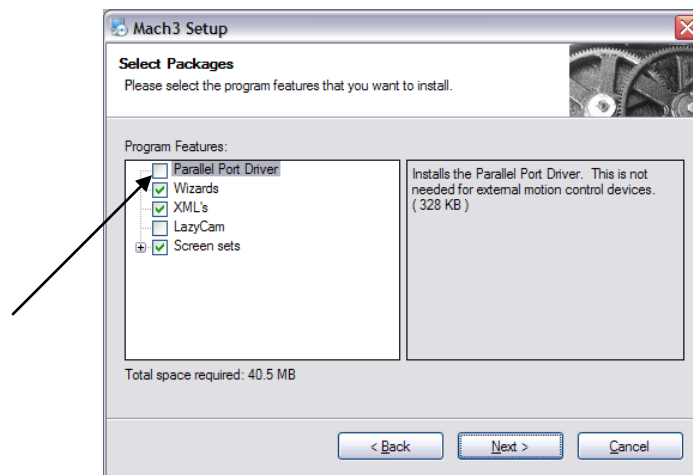 Mach3 Setup
Select Packages
Please select the program features that you want to install.
Program Features:
Parallel Port Driver
Wizards
XML's
LazyCam
Screen sets
Installs the Parallel Port Driver. This is not
needed for external motion control devices.
( 328 KB )
Total space required: 40.5 MB
< Back
Next >
Cancel